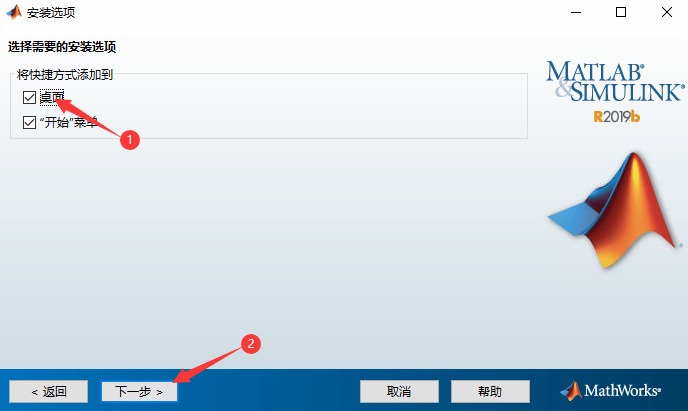 安装选项
选择需要的安装选项
将快捷方式添加到
桌面
1
“开始”菜单
MATLAB®
&SIMULINK®
R2019b
2
< 返回
下一步 >
取消
帮助
MathWorks®